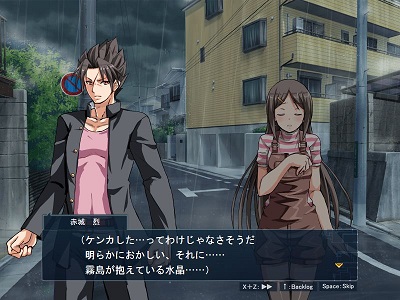 赤城 烈
（ケンカした……ってわけじゃなさそうだ
明らかにおかしい、それに……
霧島が抱えている水晶……）
X+Z: ▶▶ ↑:Backlog Space:Skip